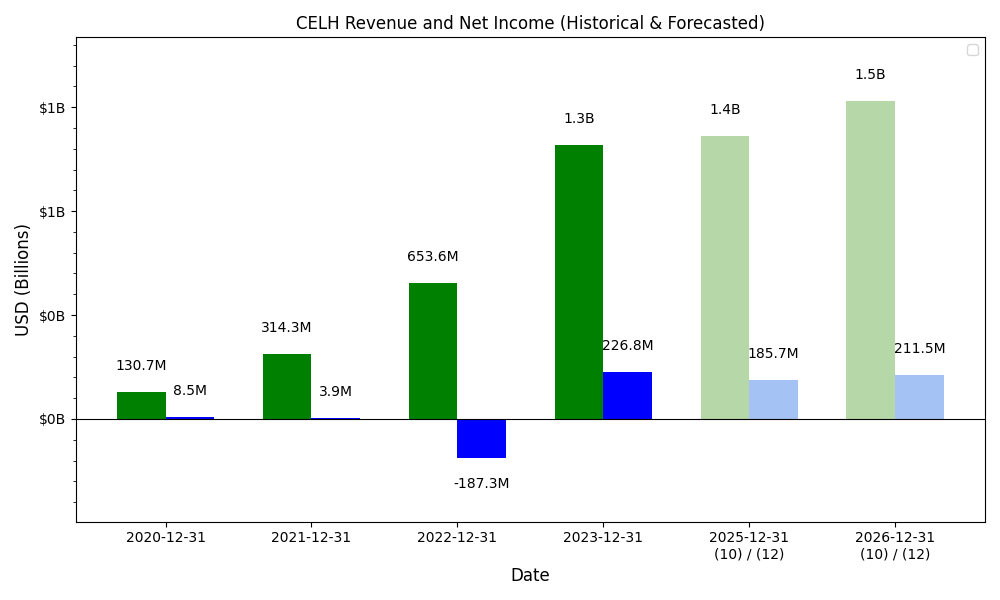 CELH Revenue and Net Income (Historical & Forecasted)
USD (Billions)
$1B
$1B
$0B
$0B
130.7M
8.5M
314.3M
3.9M
653.6M
-187.3M
1.3B
226.8M
1.4B
185.7M
1.5B
211.5M
2020-12-31
2021-12-31
2022-12-31
2023-12-31
2025-12-31
(10) / (12)
2026-12-31
(10) / (12)
Date